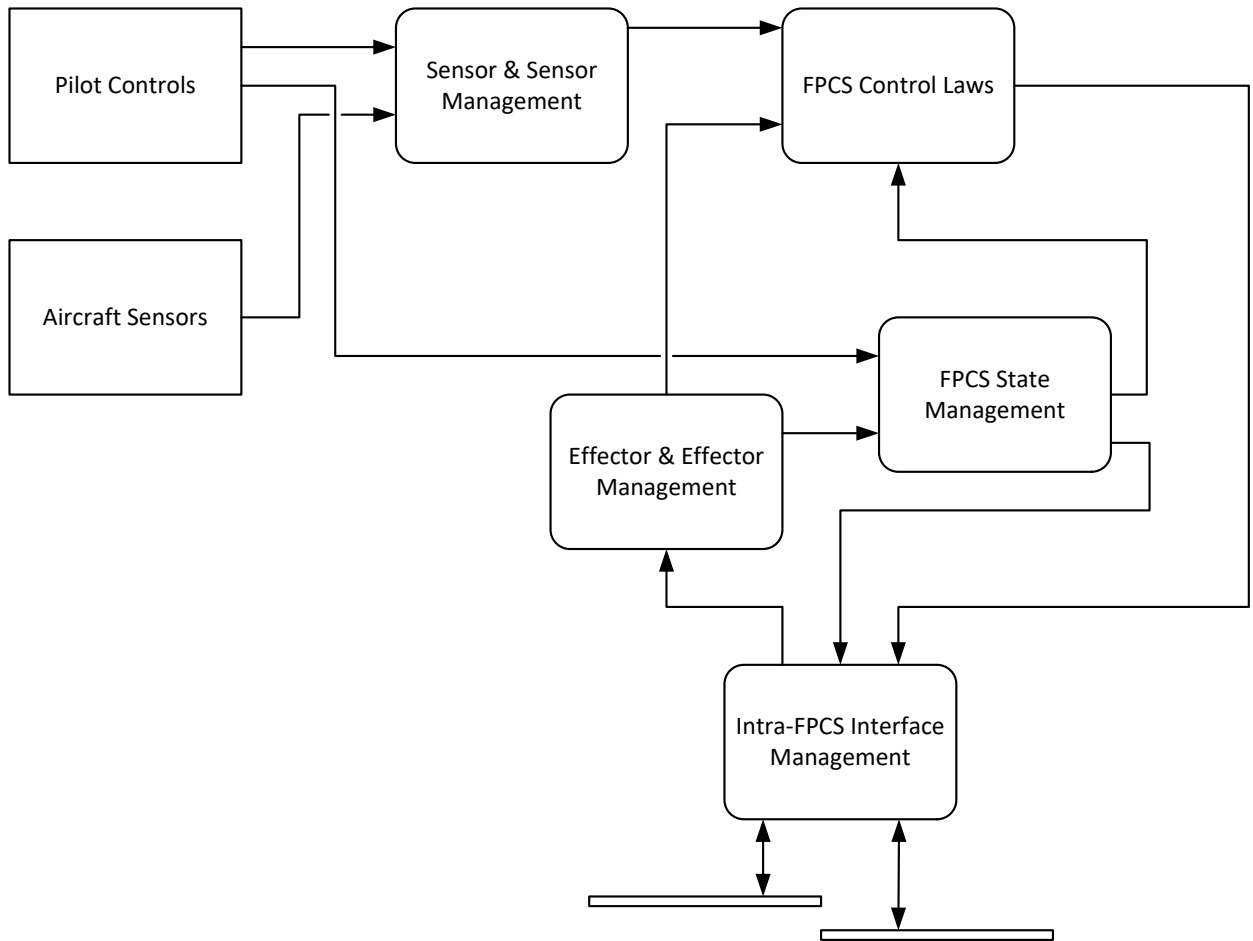 Pilot Controls
Sensor & Sensor
Management
FPCS Control Laws
Aircraft Sensors
FPCS State
Management
Effector & Effector
Management
Intra-FPCS Interface
Management